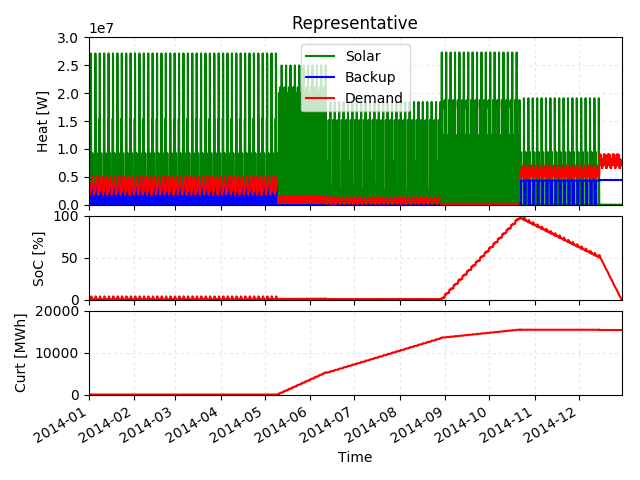 Representative
1e7
3.0
2.5
2.0
1.5
1.0
0.5
0.0
Heat [W]
Solar
Backup
Demand
100
50
0
SoC [%]
20000
10000
0
Curt [MWh]
2014-01
2014-02
2014-03
2014-04
2014-05
2014-06
2014-07
2014-08
2014-09
2014-10
2014-11
2014-12
Time